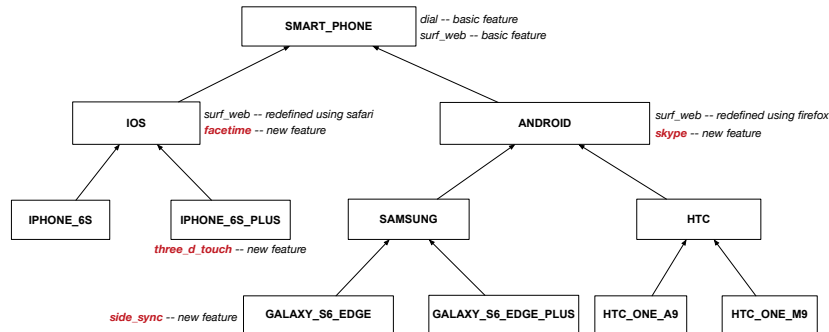 SMART_PHONE
dial -- basic feature
surf_web -- basic feature
IOS
surf_web -- redefined using safari
facetime -- new feature
ANDROID
surf_web -- redefined using firefox
skype -- new feature
IPHONE_6S
IPHONE_6S_PLUS
three_d_touch -- new feature
SAMSUNG
HTC
side_sync -- new feature
GALAXY_S6_EDGE
GALAXY_S6_EDGE_PLUS
HTC_ONE_A9
HTC_ONE_M9